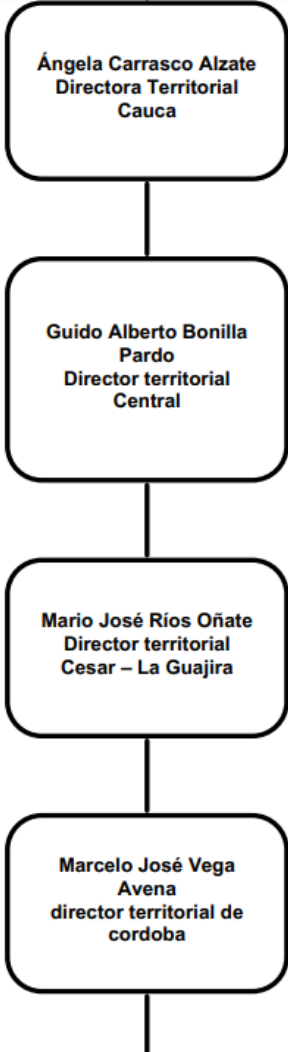 Ángela Carrasco Alzate
Directora Territorial
Cauca
Guido Alberto Bonilla
Pardo
Director territorial
Central
Mario José Ríos Oñate
Director territorial
Cesar – La Guajira
Marcelo José Vega
Avena
director territorial de
cordoba